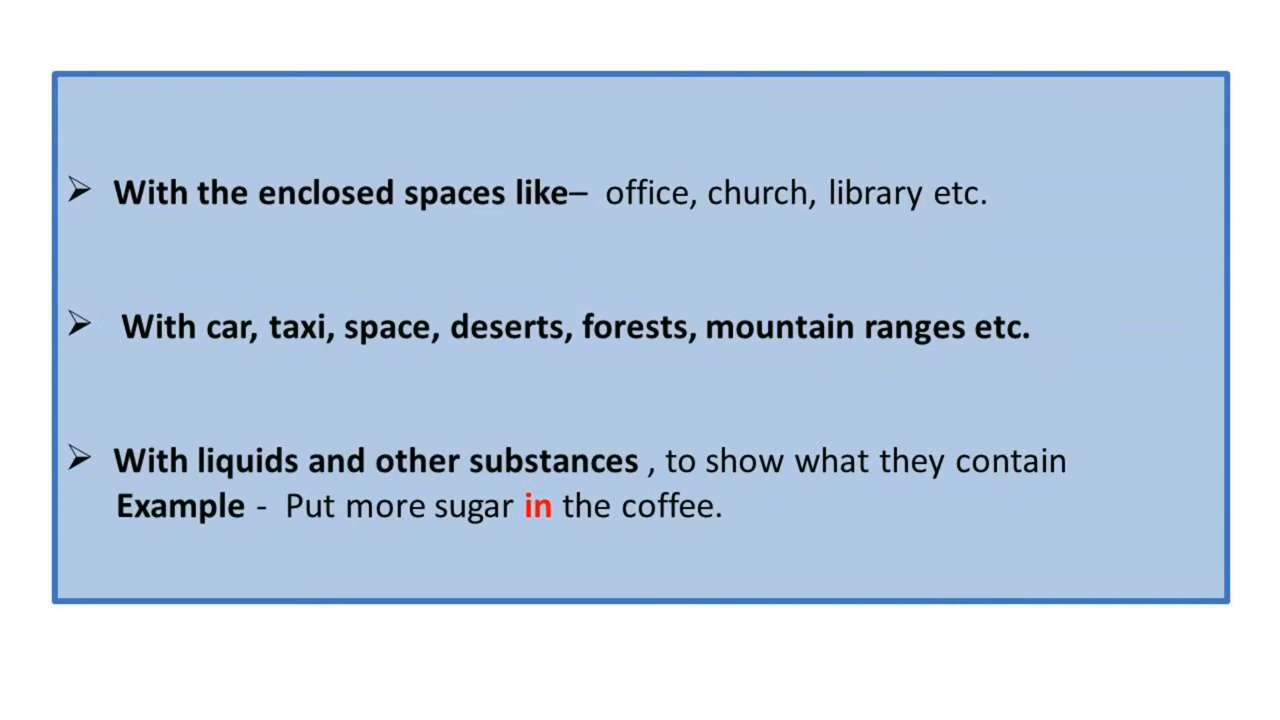 ➢ With the enclosed spaces like– office, church, library etc.
➢ With car, taxi, space, deserts, forests, mountain ranges etc.
➢ With liquids and other substances , to show what they contain
Example - Put more sugar in the coffee.